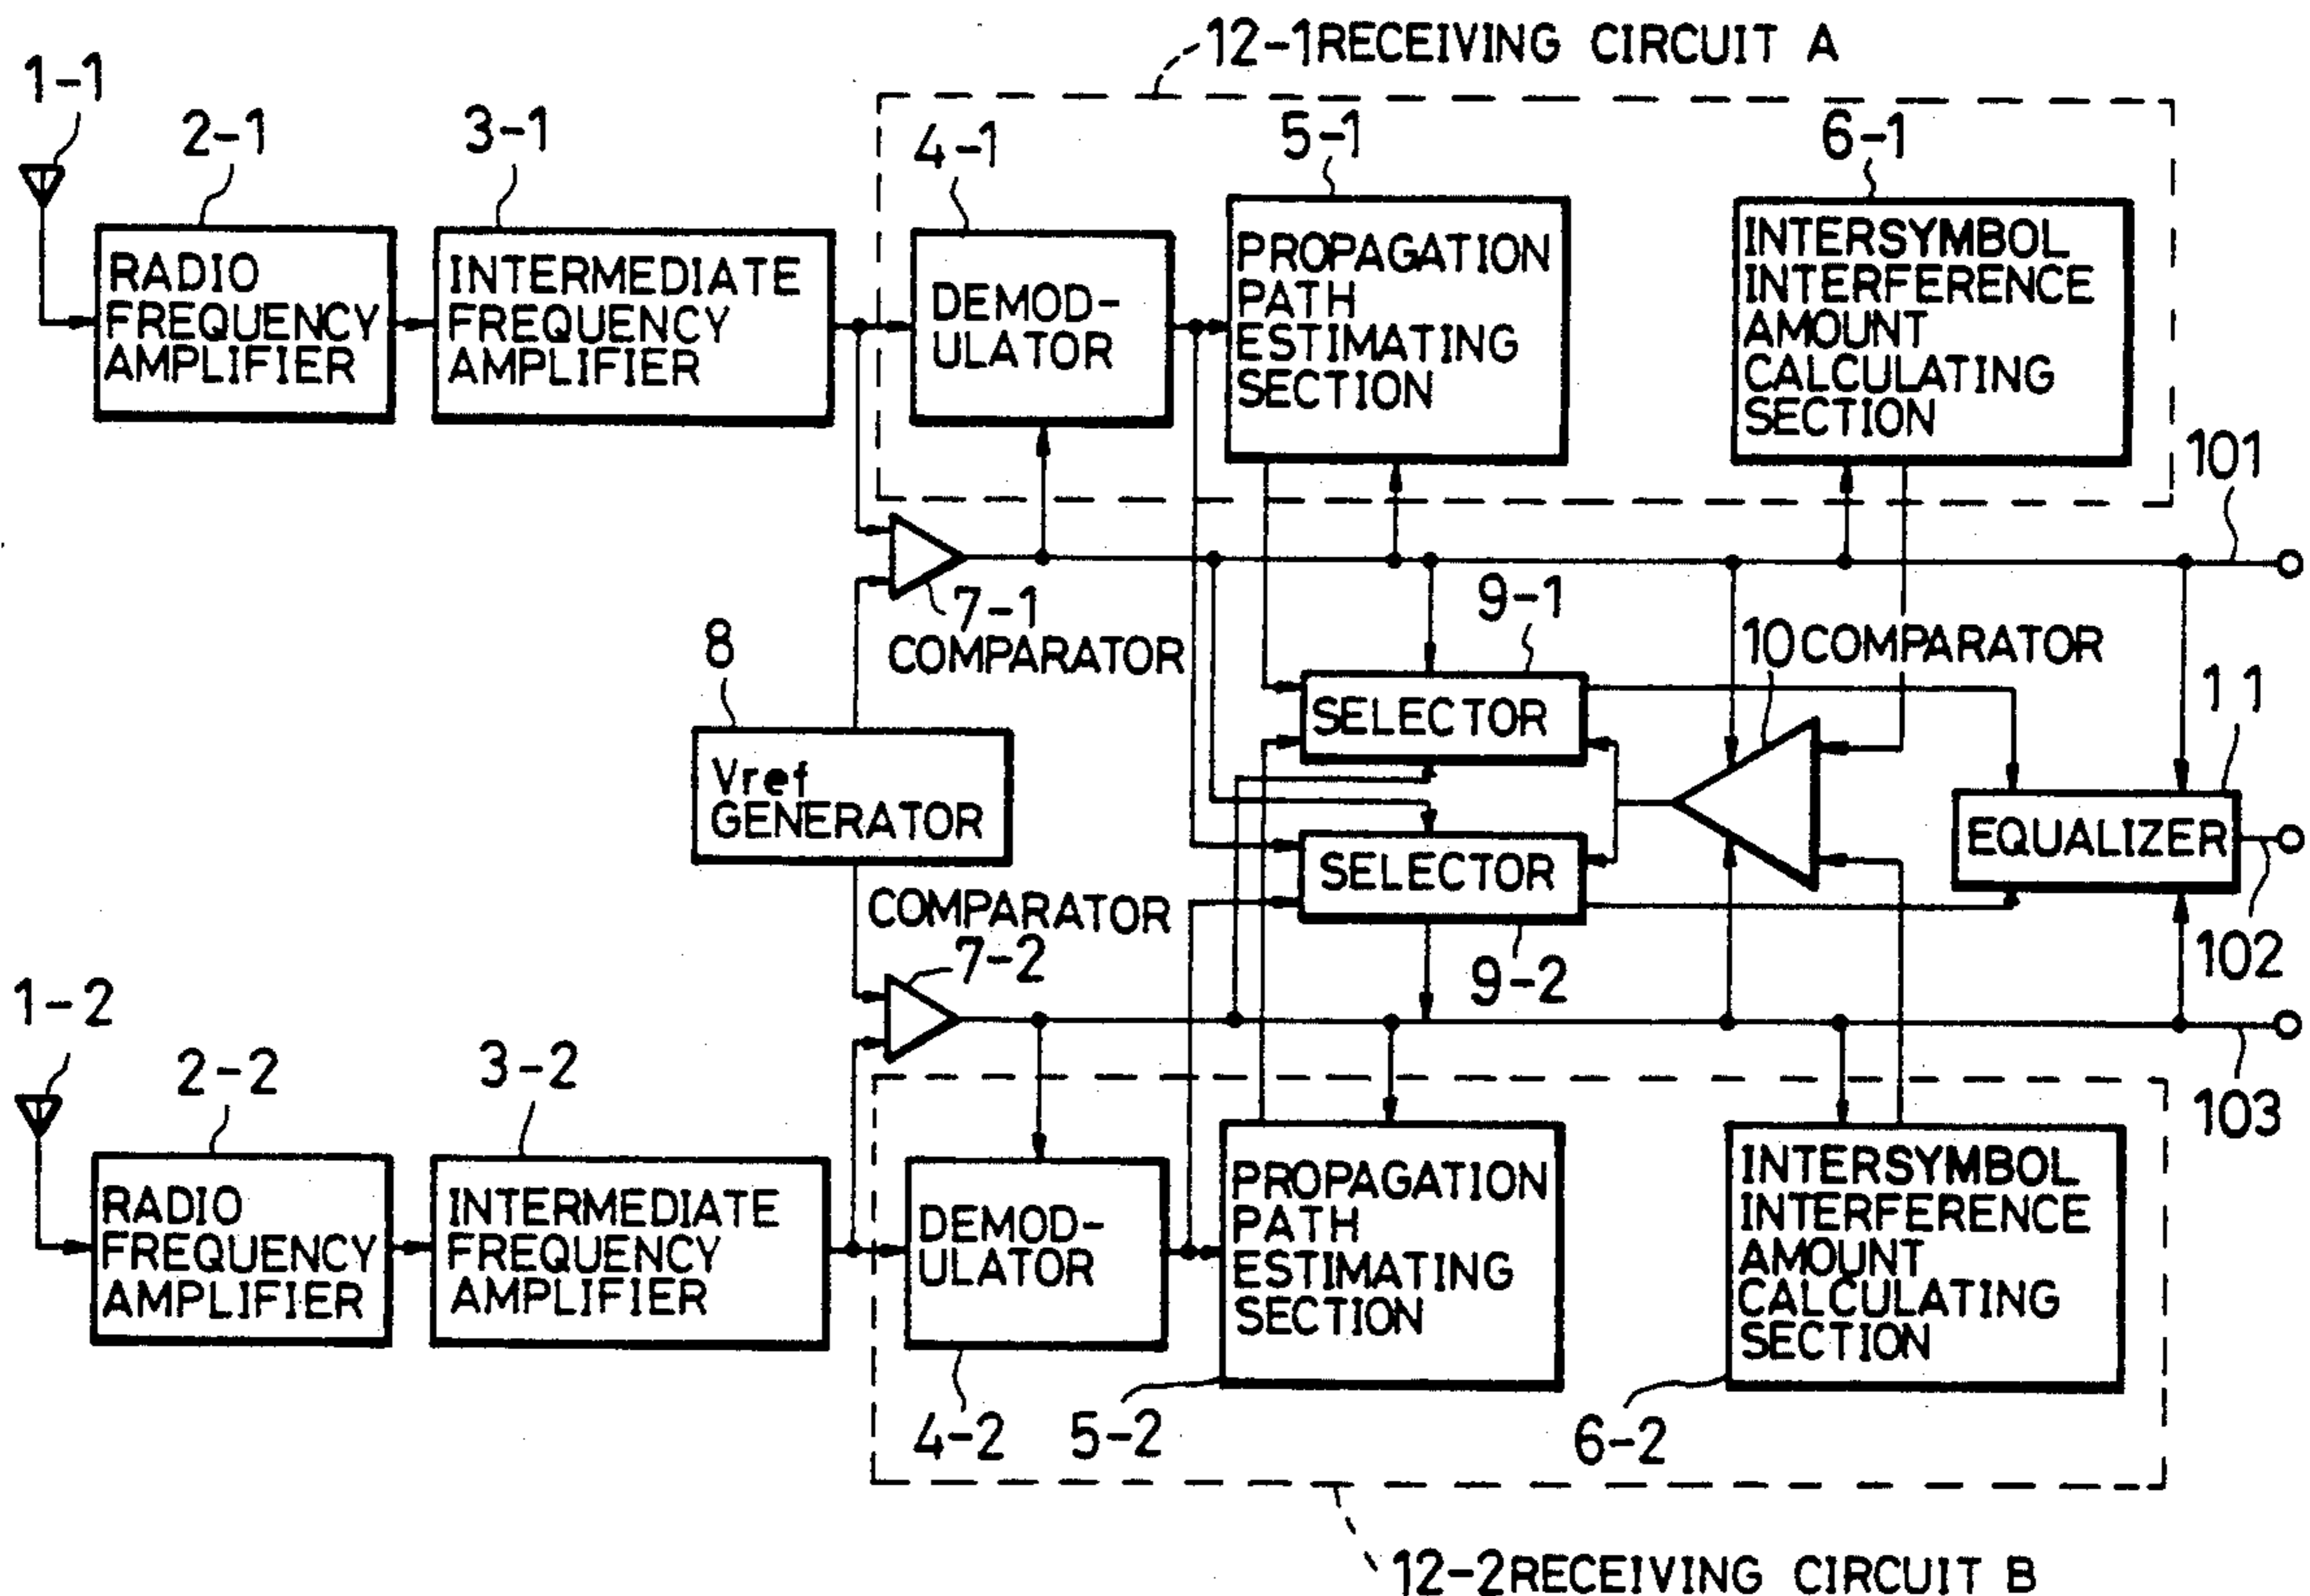 12-1 RECEIVING CIRCUIT A
1-1
2-1
3-1
4-1
5-1
6-1
RADIO
FREQUENCY
AMPLIFIER
INTERMEDIATE
FREQUENCY
AMPLIFIER
DEMOD-
ULATOR
PROPAGATION
PATH
ESTIMATING
SECTION
INTERSYMBOL
INTERFERENCE
AMOUNT
CALCULATING
SECTION
101
7-1
COMPARATOR
8
9-1
10 COMPARATOR
11
Vref
GENERATOR
SELECTOR
SELECTOR
EQUALIZER
COMPARATOR
7-2
9-2
102
103
1-2
2-2
3-2
RADIO
FREQUENCY
AMPLIFIER
INTERMEDIATE
FREQUENCY
AMPLIFIER
DEMOD-
ULATOR
PROPAGATION
PATH
ESTIMATING
SECTION
INTERSYMBOL
INTERFERENCE
AMOUNT
CALCULATING
SECTION
4-2
5-2
6-2
12-2 RECEIVING CIRCUIT B